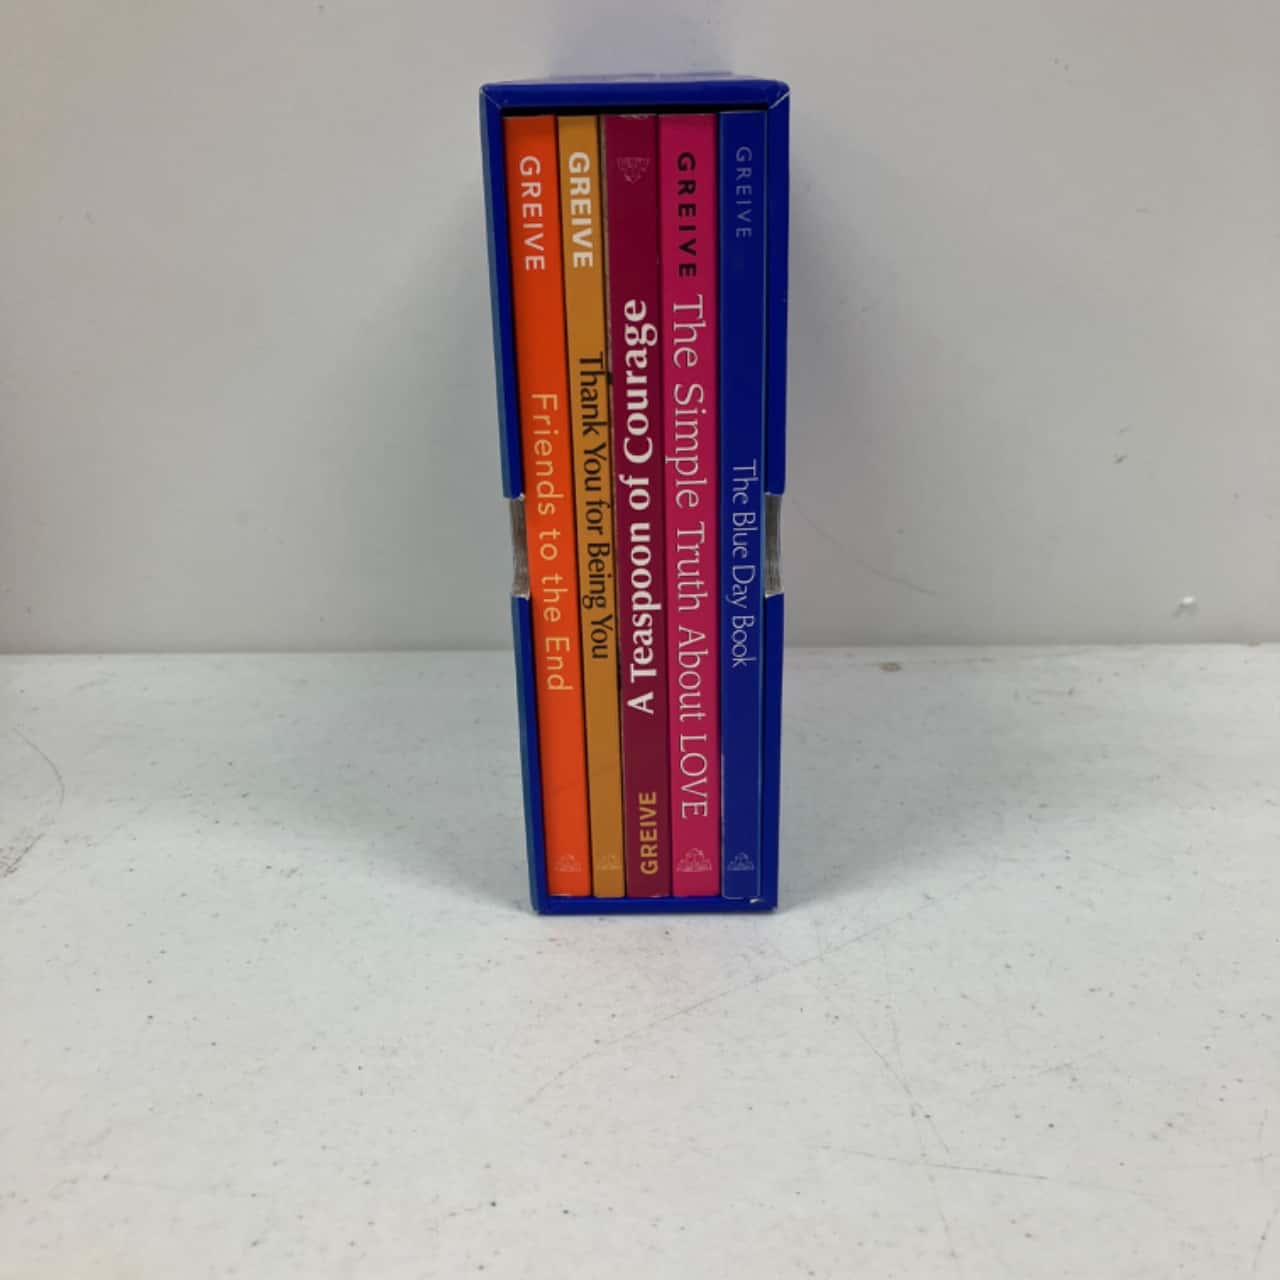 GREIVE Friends to the End
GREIVE Thank You for Being You
A Teaspoon of Courage GREIVE
GREIVE The Simple Truth About LOVE
GREIVE The Blue Day Book